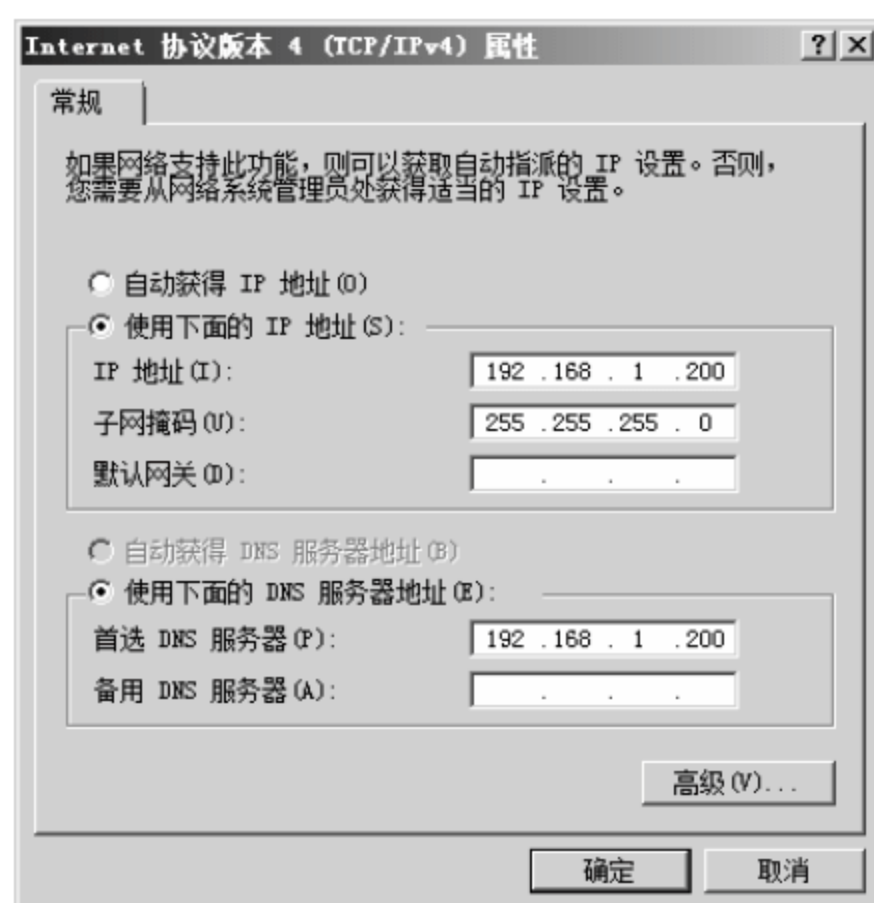 Internet 协议版本 4 (TCP/IPv4) 属性
常规
如果网络支持此功能，则可以获取自动指派的 IP 设置。否则，
您需要从网络系统管理员处获得适当的 IP 设置。
自动获得 IP 地址(O)
使用下面的 IP 地址(S):
IP 地址(I): 192 .168 . 1 .200
子网掩码(U): 255 .255 .255 . 0
默认网关(D): . . .
自动获得 DNS 服务器地址(B)
使用下面的 DNS 服务器地址(E):
首选 DNS 服务器(P): 192 .168 . 1 .200
备用 DNS 服务器(A): . . .
高级(V)...
确定 取消